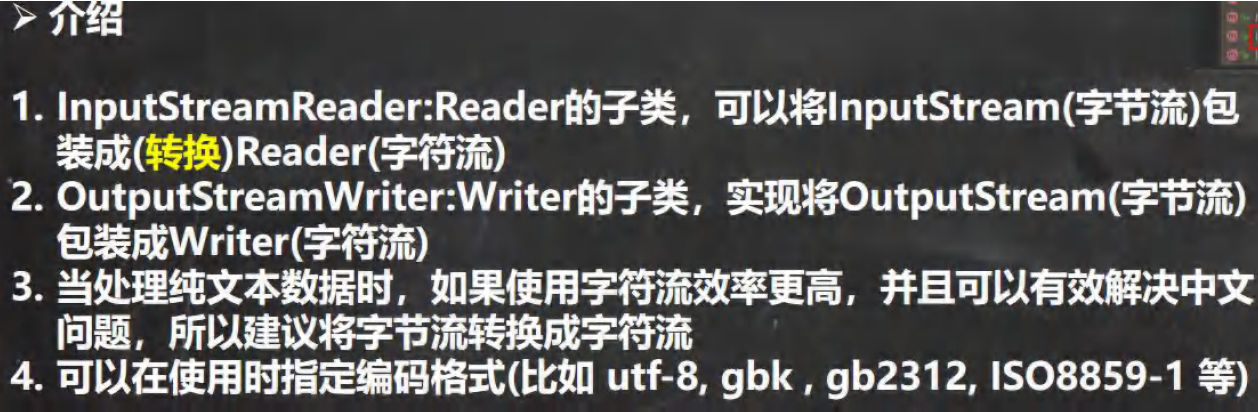 ➢ 介绍
1. InputStreamReader:Reader的子类，可以将InputStream(字节流)包
装成(转换)Reader(字符流)
2. OutputStreamWriter:Writer的子类，实现将OutputStream(字节流)
包装成Writer(字符流)
3. 当处理纯文本数据时，如果使用字符流效率更高，并且可以有效解决中文
问题，所以建议将字节流转换成字符流
4. 可以在使用时指定编码格式(比如 utf-8, gbk , gb2312, ISO8859-1 等)